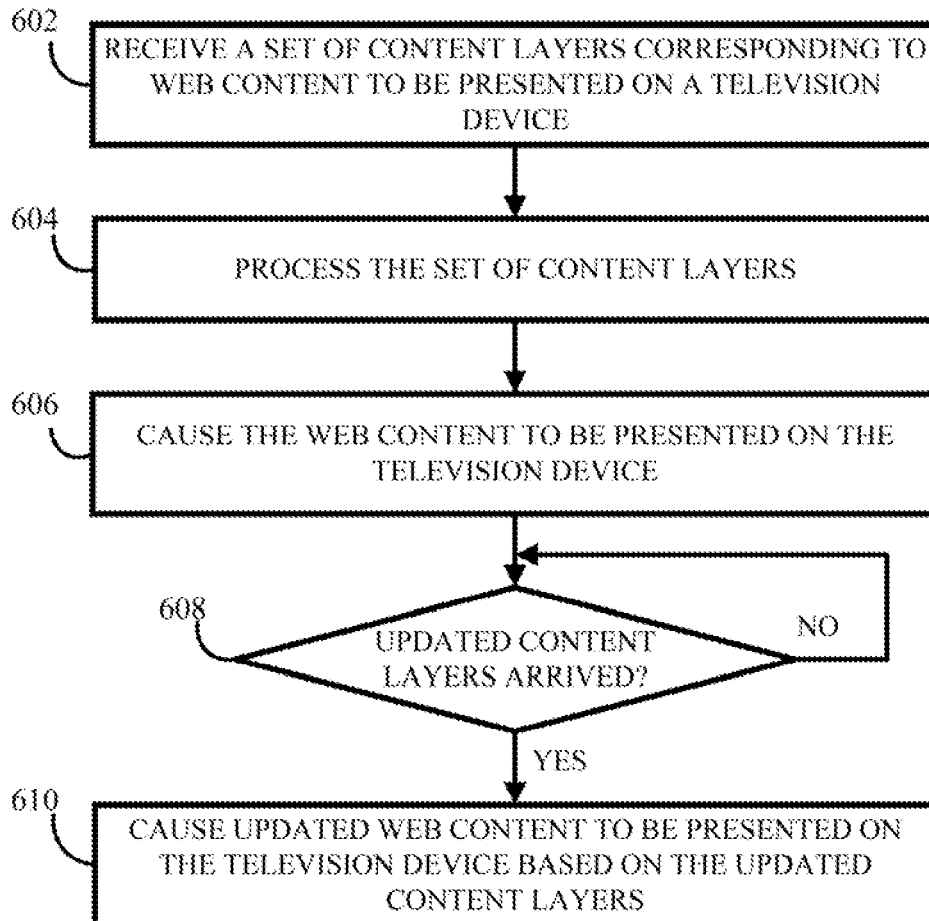 602
RECEIVE A SET OF CONTENT LAYERS CORRESPONDING TO
WEB CONTENT TO BE PRESENTED ON A TELEVISION
DEVICE
604
PROCESS THE SET OF CONTENT LAYERS
606
CAUSE THE WEB CONTENT TO BE PRESENTED ON THE
TELEVISION DEVICE
608
UPDATED CONTENT
LAYERS ARRIVED?
NO
YES
610
CAUSE UPDATED WEB CONTENT TO BE PRESENTED ON
THE TELEVISION DEVICE BASED ON THE UPDATED
CONTENT LAYERS